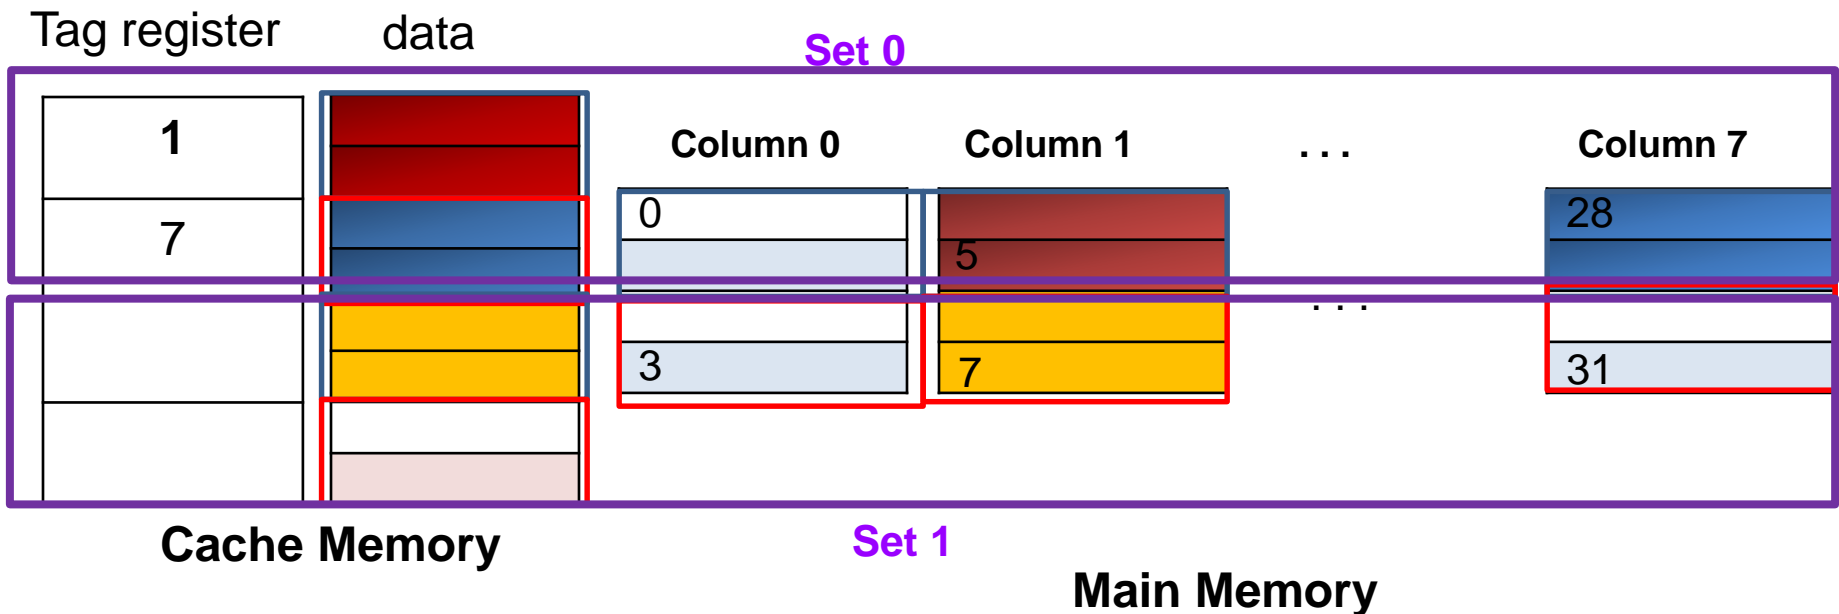 Tag register data Set 0
1 Column 0 Column 1 . . . Column 7
7 0 28
5
. . .
3 7 31
Cache Memory Set 1
Main Memory